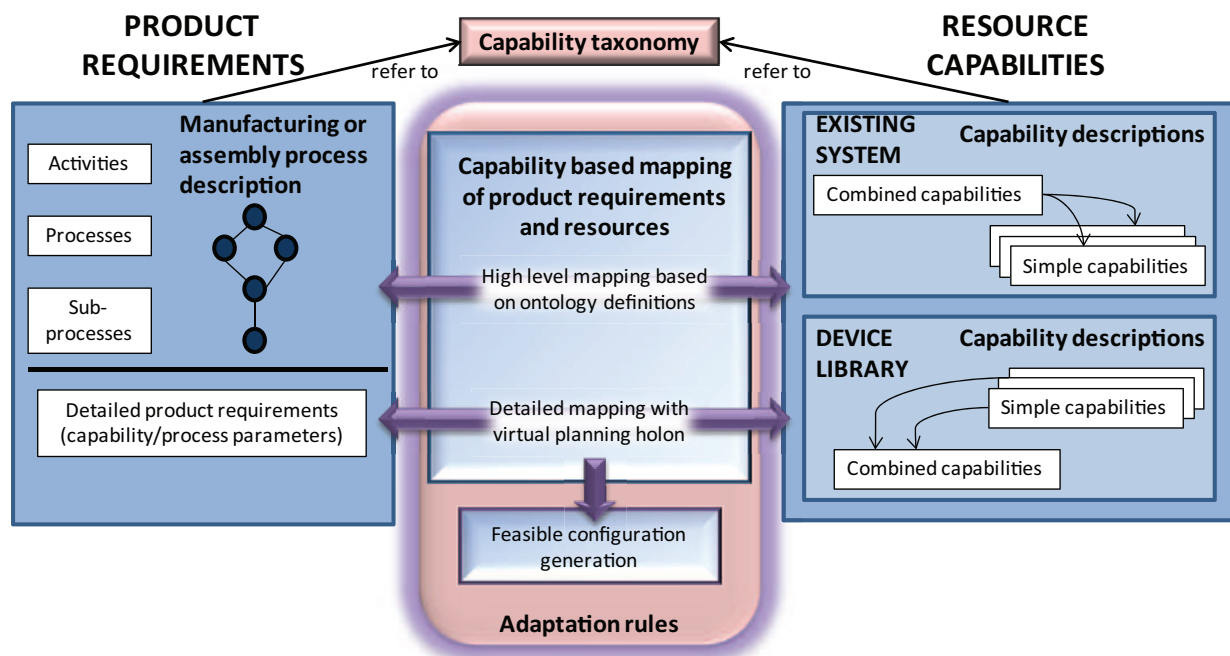 PRODUCT
REQUIREMENTS
Capability taxonomy
RESOURCE
CAPABILITIES
refer to
refer to
Manufacturing or
assembly process
description
Activities
Processes
Sub-
processes
Detailed product requirements
(capability/process parameters)
Capability based mapping
of product requirements
and resources
High level mapping based
on ontology definitions
Detailed mapping with
virtual planning holon
Feasible configuration
generation
Adaptation rules
EXISTING
SYSTEM
Capability descriptions
Combined capabilities
Simple capabilities
DEVICE
LIBRARY
Capability descriptions
Simple capabilities
Combined capabilities